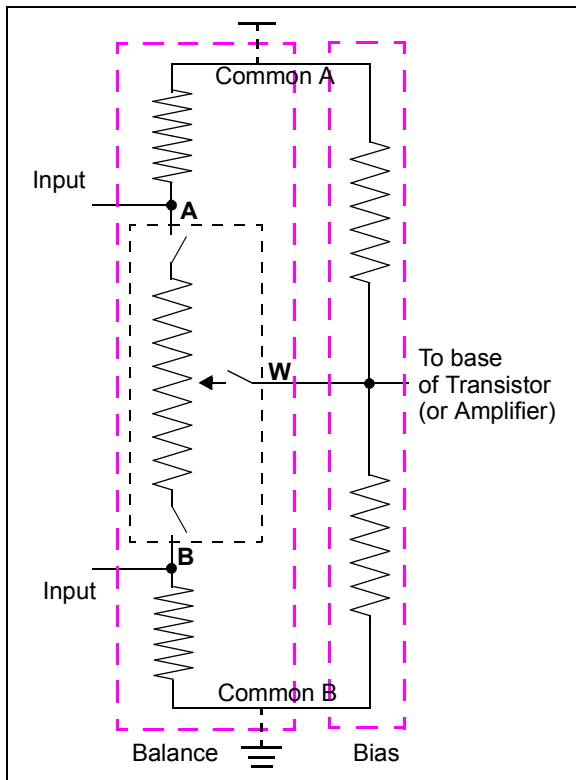 Common A
Input
A
W
To base
of Transistor
(or Amplifier)
B
Input
Common B
Balance
Bias